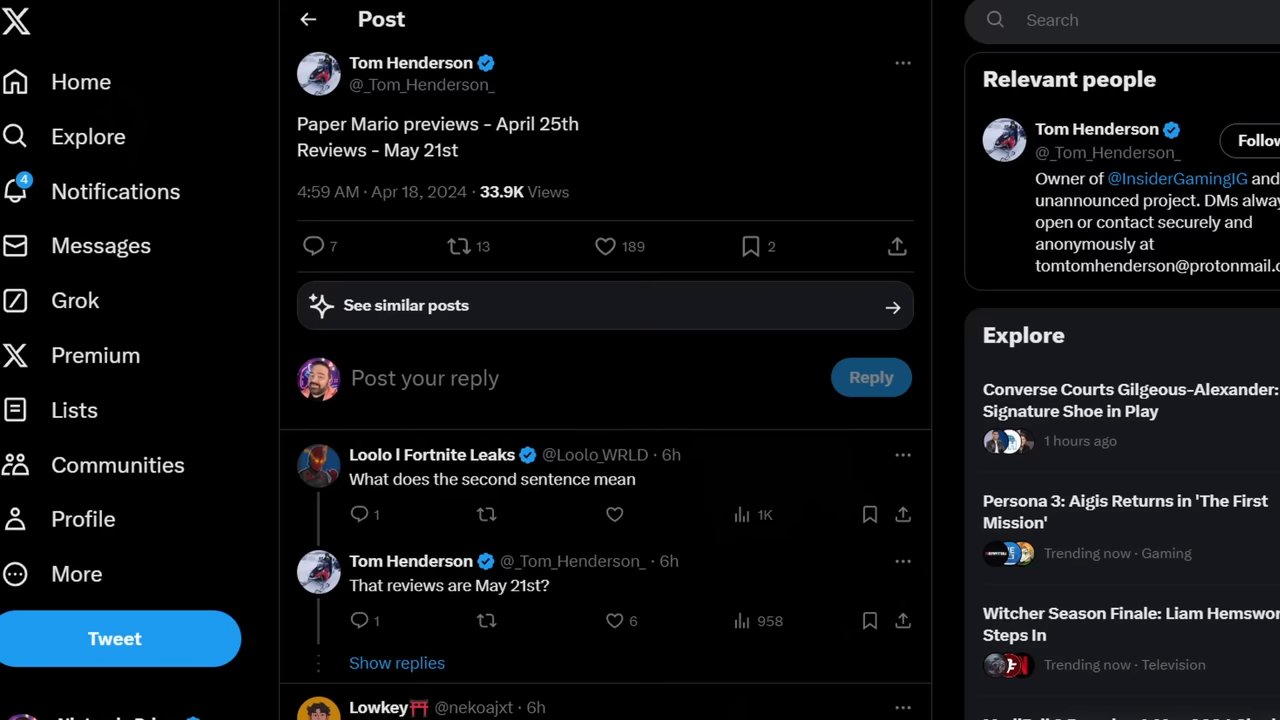 Home
Explore
4
Notifications
Messages
Grok
Premium
Lists
Communities
Profile
More
Tweet
Post
Tom Henderson
@_Tom_Henderson_
Paper Mario previews - April 25th
Reviews - May 21st
4:59 AM · Apr 18, 2024 · 33.9K Views
7 13 189 2
See similar posts
Post your reply
Reply
Loolo l Fortnite Leaks @Loolo_WRLD · 6h
What does the second sentence mean
1 1K
Tom Henderson @_Tom_Henderson_ · 6h
That reviews are May 21st?
1 6 958
Show replies
Lowkey⛩️ @nekoajxt · 6h
Search
Relevant people
Tom Henderson
@_Tom_Henderson_
Follow
Owner of @InsiderGamingIG and
unannounced project. DMs alway
open or contact securely and
anonymously at
tomtomhenderson@protonmail.c
Explore
Converse Courts Gilgeous-Alexander:
Signature Shoe in Play
1 hours ago
Persona 3: Aigis Returns in 'The First
Mission'
Trending now · Gaming
Witcher Season Finale: Liam Hemswor
Steps In
Trending now · Television